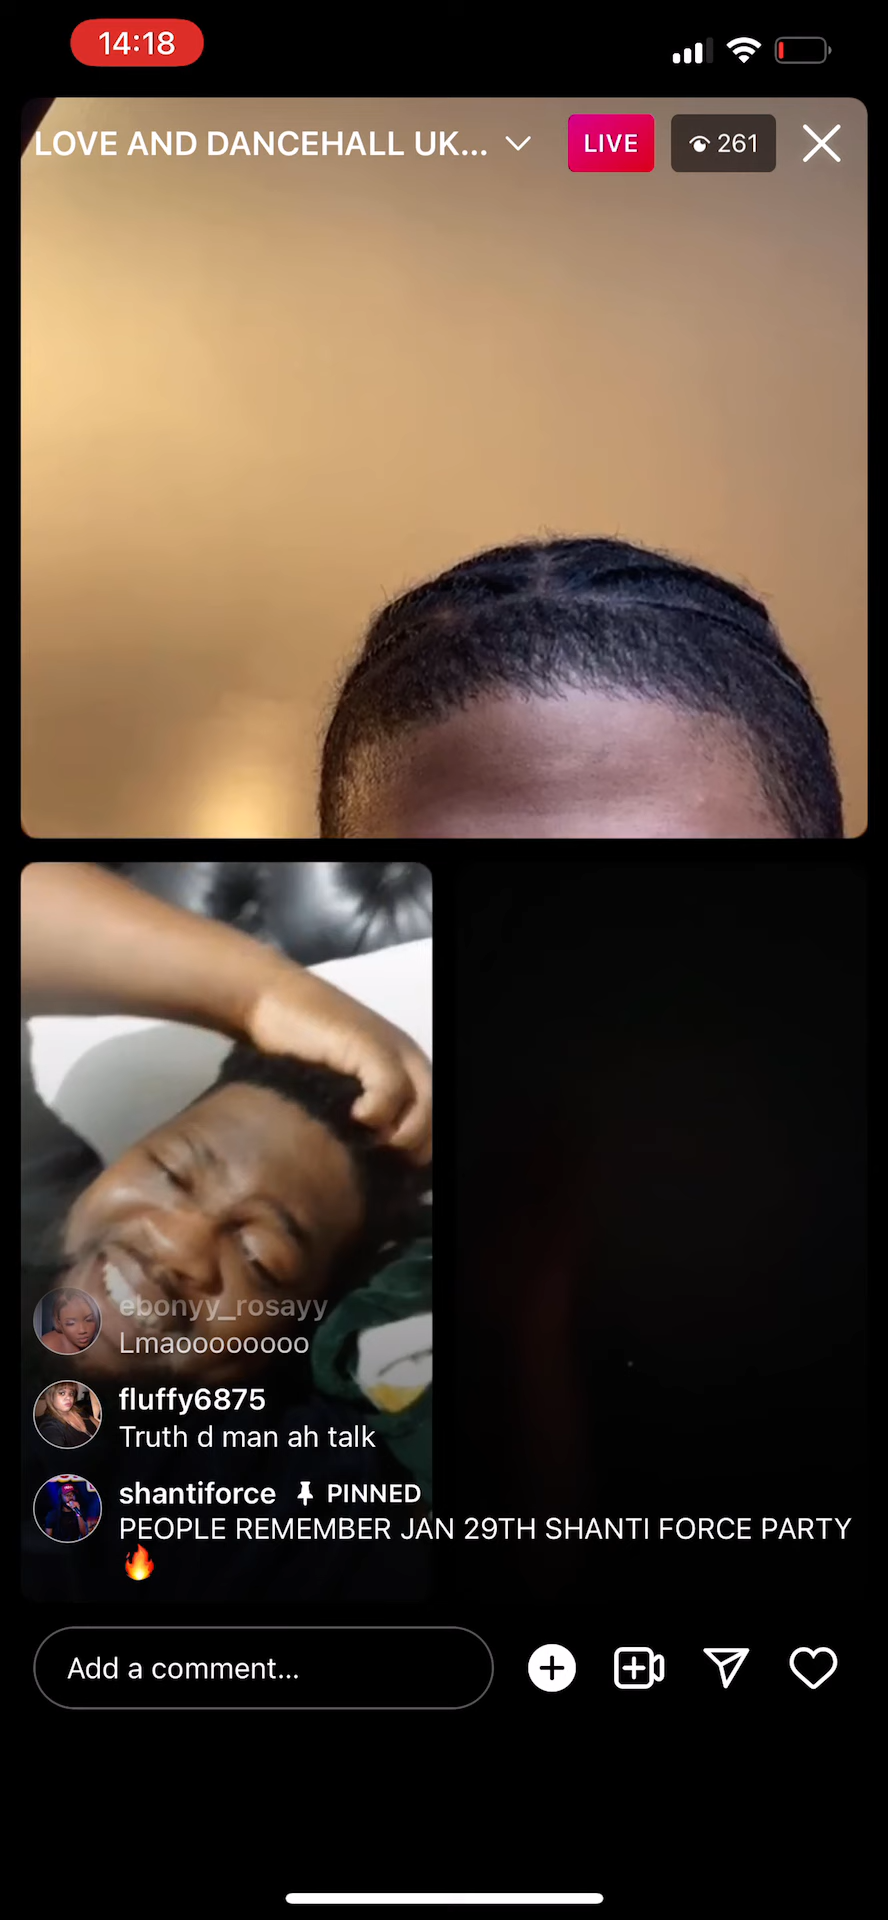 14:18
LOVE AND DANCEHALL UK...
LIVE
261
ebonyy_rosayy
Lmaoooooooo
fluffy6875
Truth d man ah talk
shantiforce PINNED
PEOPLE REMEMBER JAN 29TH SHANTI FORCE PARTY
🔥
Add a comment...